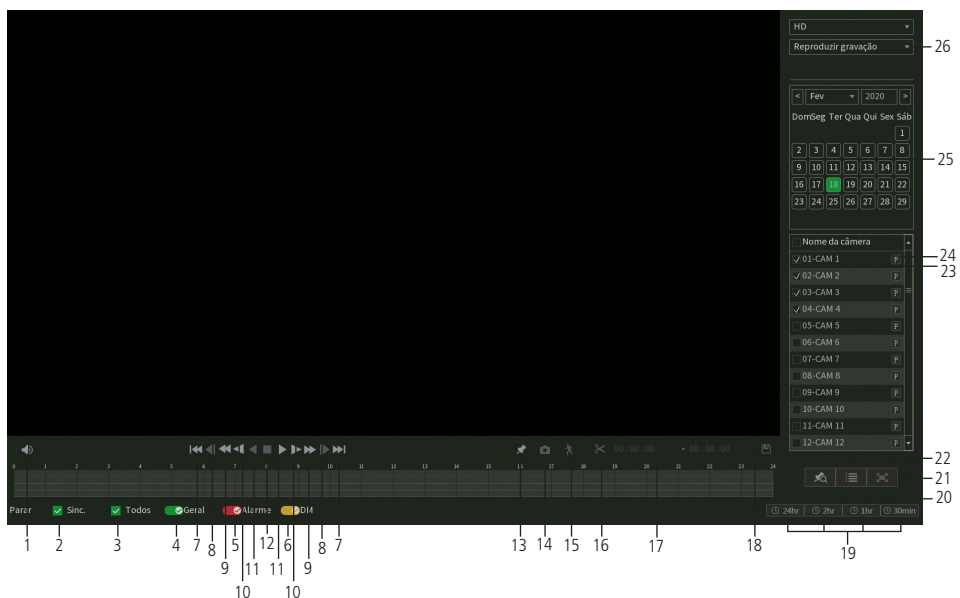 HD
Reproduzir gravação
26
< Fev 2020 >
Dom Seg Ter Qua Qui Sex Sáb
1
2 3 4 5 6 7 8
9 10 11 12 13 14 15
16 17 18 19 20 21 22
23 24 25 26 27 28 29
25
Nome da câmera
24
01-CAM 1 P
23
02-CAM 2 P
03-CAM 3 P
04-CAM 4 P
05-CAM 5 P
06-CAM 6 P
07-CAM 7 P
08-CAM 8 P
09-CAM 9 P
10-CAM 10 P
11-CAM 11 P
12-CAM 12 P
00:00:00 - 00:00:00
22
0 1 2 3 4 5 6 7 8 9 10 11 12 13 14 15 16 17 18 19 20 21 22 23 24
21
20
Parar Sinc. Todos Geral Alarme DM
24hr 2hr 1hr 30min
1 2 3 4 7 8 5 12 6 8 7 13 14 15 16 17 18 19
9 11 11 9
10 10